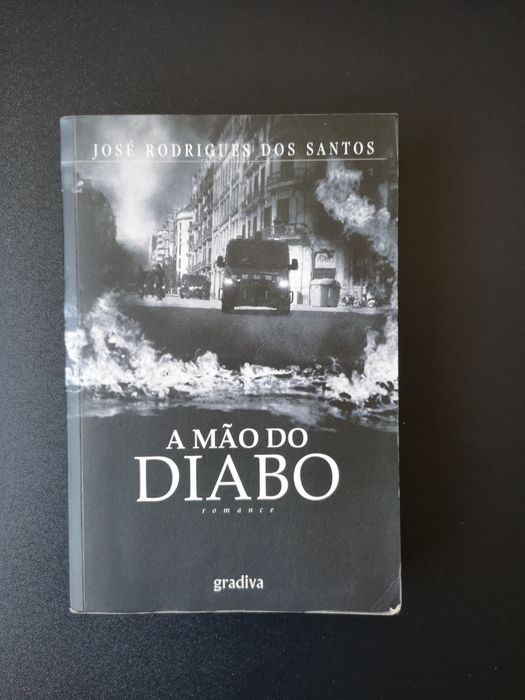 JOSÉ RODRIGUES DOS SANTOS
A MÃO DO
DIABO
romance
gradiva